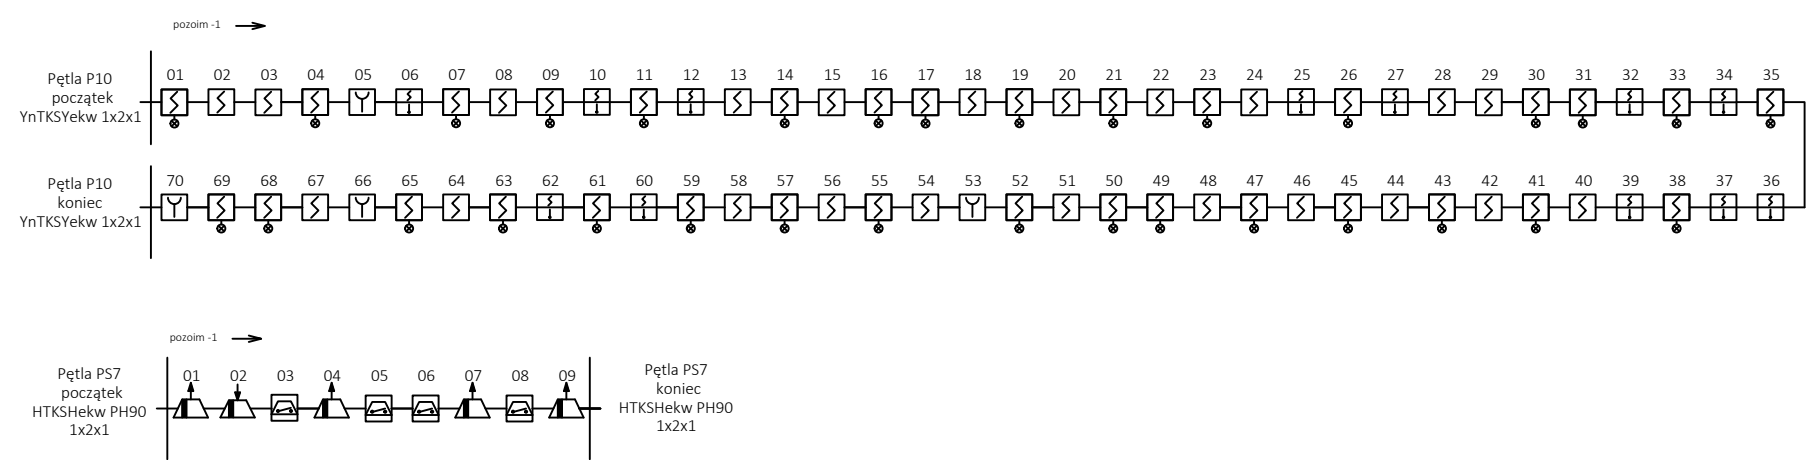 pozoim -1
Pętla P10
początek
YnTKSYekw 1x2x1
01 02 03 04 05 06 07 08 09 10 11 12 13 14 15 16 17 18 19 20 21 22 23 24 25 26 27 28 29 30 31 32 33 34 35
Pętla P10
koniec
YnTKSYekw 1x2x1
70 69 68 67 66 65 64 63 62 61 60 59 58 57 56 55 54 53 52 51 50 49 48 47 46 45 44 43 42 41 40 39 38 37 36
pozoim -1
Pętla PS7
początek
HTKSHekw PH90
1x2x1
01 02 03 04 05 06 07 08 09
Pętla PS7
koniec
HTKSHekw PH90
1x2x1